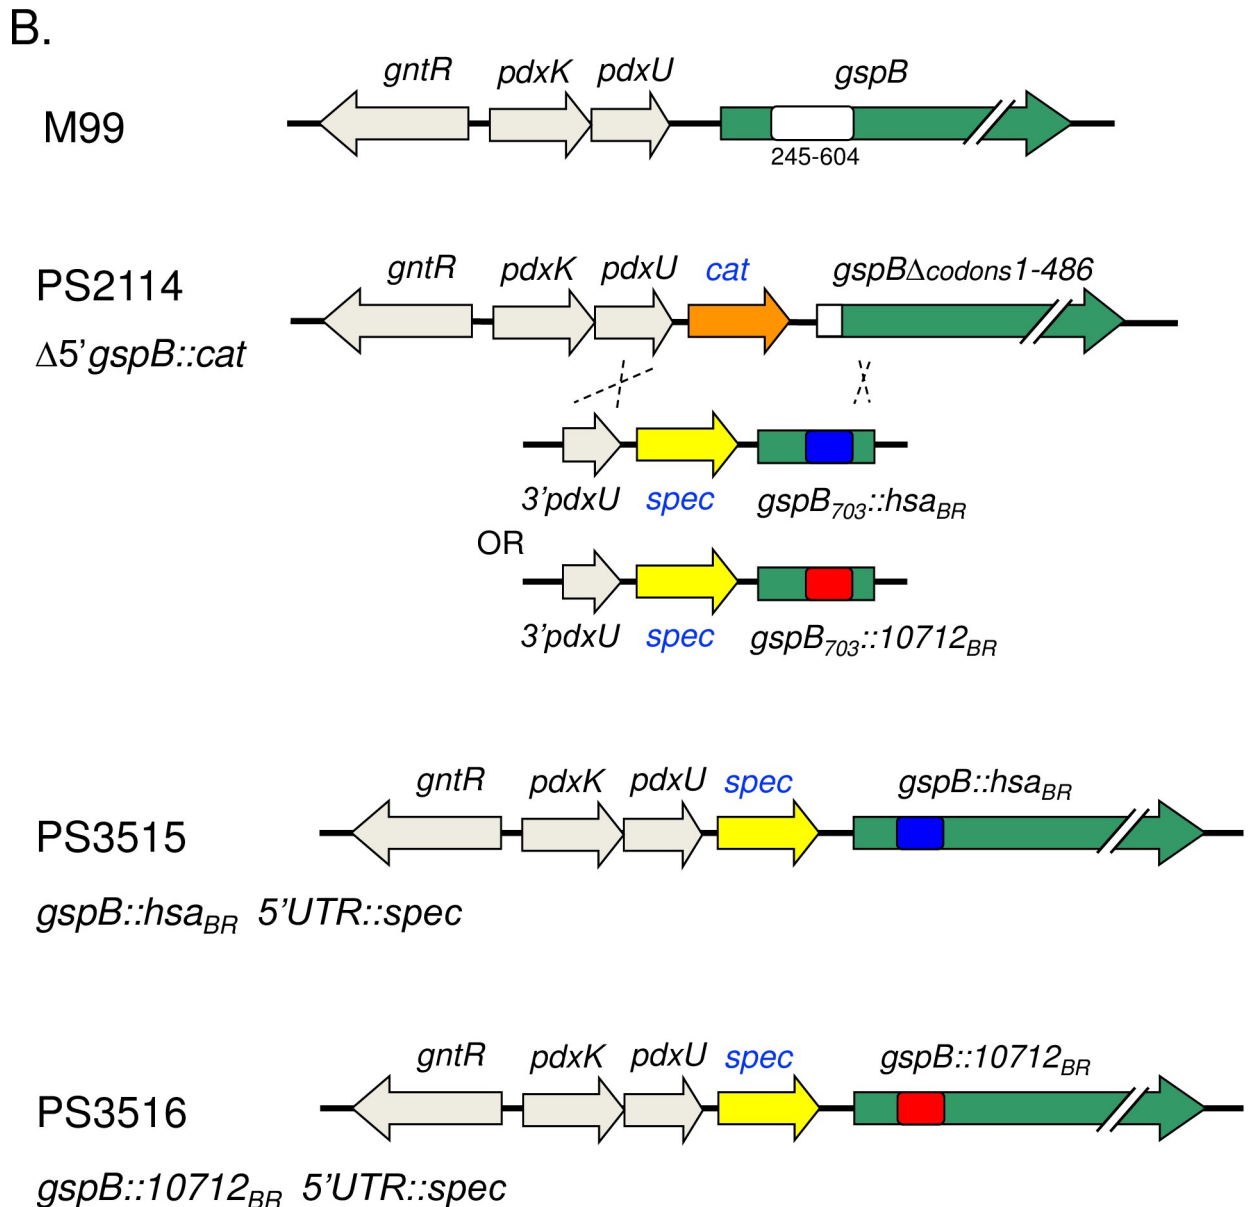 B.
gntR pdxK pdxU gspB
M99
245-604
gntR pdxK pdxU cat gspBΔcodons1-486
PS2114
Δ5’gspB::cat
3’pdxU spec gspB703::hsaBR
OR
3’pdxU spec gspB703::10712BR
gntR pdxK pdxU spec gspB::hsaBR
PS3515
gspB::hsaBR 5’UTR::spec
gntR pdxK pdxU spec gspB::10712BR
PS3516
gspB::10712BR 5’UTR::spec